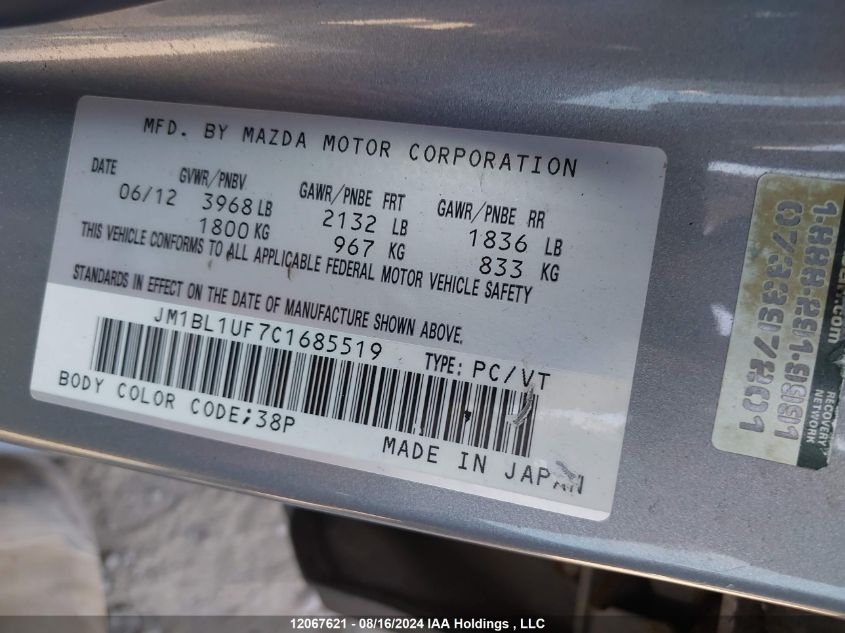 MFD. BY MAZDA MOTOR CORPORATION
DATE GVWR/PNBV GAWR/PNBE FRT GAWR/PNBE RR
06/12 3968 LB 2132 LB 1836 LB
1800 KG 967 KG 833 KG
THIS VEHICLE CONFORMS TO ALL APPLICABLE FEDERAL MOTOR VEHICLE SAFETY
STANDARDS IN EFFECT ON THE DATE OF MANUFACTURE SHOWN ABOVE.
JM1BL1UF7C1685519 TYPE: PC/VT
BODY COLOR CODE;38P
MADE IN JAPAN
RECOVERY
NETWORK
12067621 - 08/16/2024 IAA Holdings , LLC